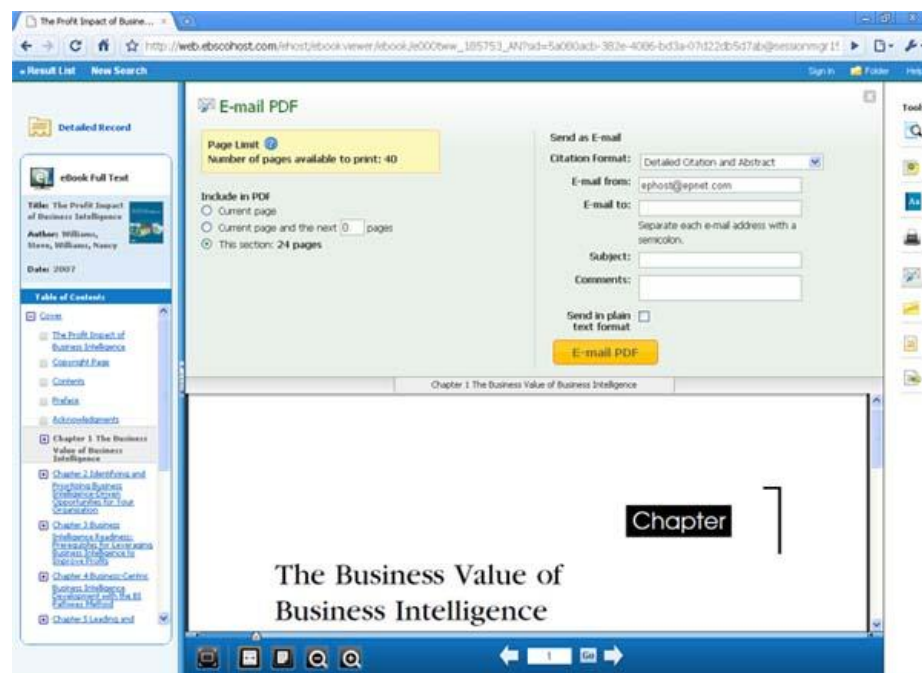 The Profit Impact of Busine...
http://web.ebscohost.com/ehost/ebookviewer/ebook/
Result List New Search
Sign In Folder Help
Detailed Record
eBook Full Text
Title: The Profit Impact
of Business Intelligence
Author: Williams,
Steve, Williams, Nancy
Date: 2007
Table of Contents
Cover
The Profit Impact of
Business Intelligence
Copyright Page
Contents
Preface
Acknowledgments
Chapter 1 The Business
Value of Business
Intelligence
Chapter 2 Identifying and
Prioritizing Business
Intelligence-Driven
Opportunities for Your
Organization
Chapter 3 Business
Intelligence Readiness:
Prerequisites for Leveraging
Business Intelligence to
Improve Profits
Chapter 4 Business-Centric
Business Intelligence
Development with the BI
Pathway Method
Chapter 5 Leading and
E-mail PDF
Page Limit
Number of pages available to print: 40
Include in PDF
Current page
Current page and the next 0 pages
This section: 24 pages
Send as E-mail
Citation Format: Detailed Citation and Abstract
E-mail from: ephost@epnet.com
E-mail to:
Separate each e-mail address with a
semicolon.
Subject:
Comments:
Send in plain
text format
E-mail PDF
Tool
Chapter 1 The Business Value of Business Intelligence
Chapter
The Business Value of
Business Intelligence
1 Go